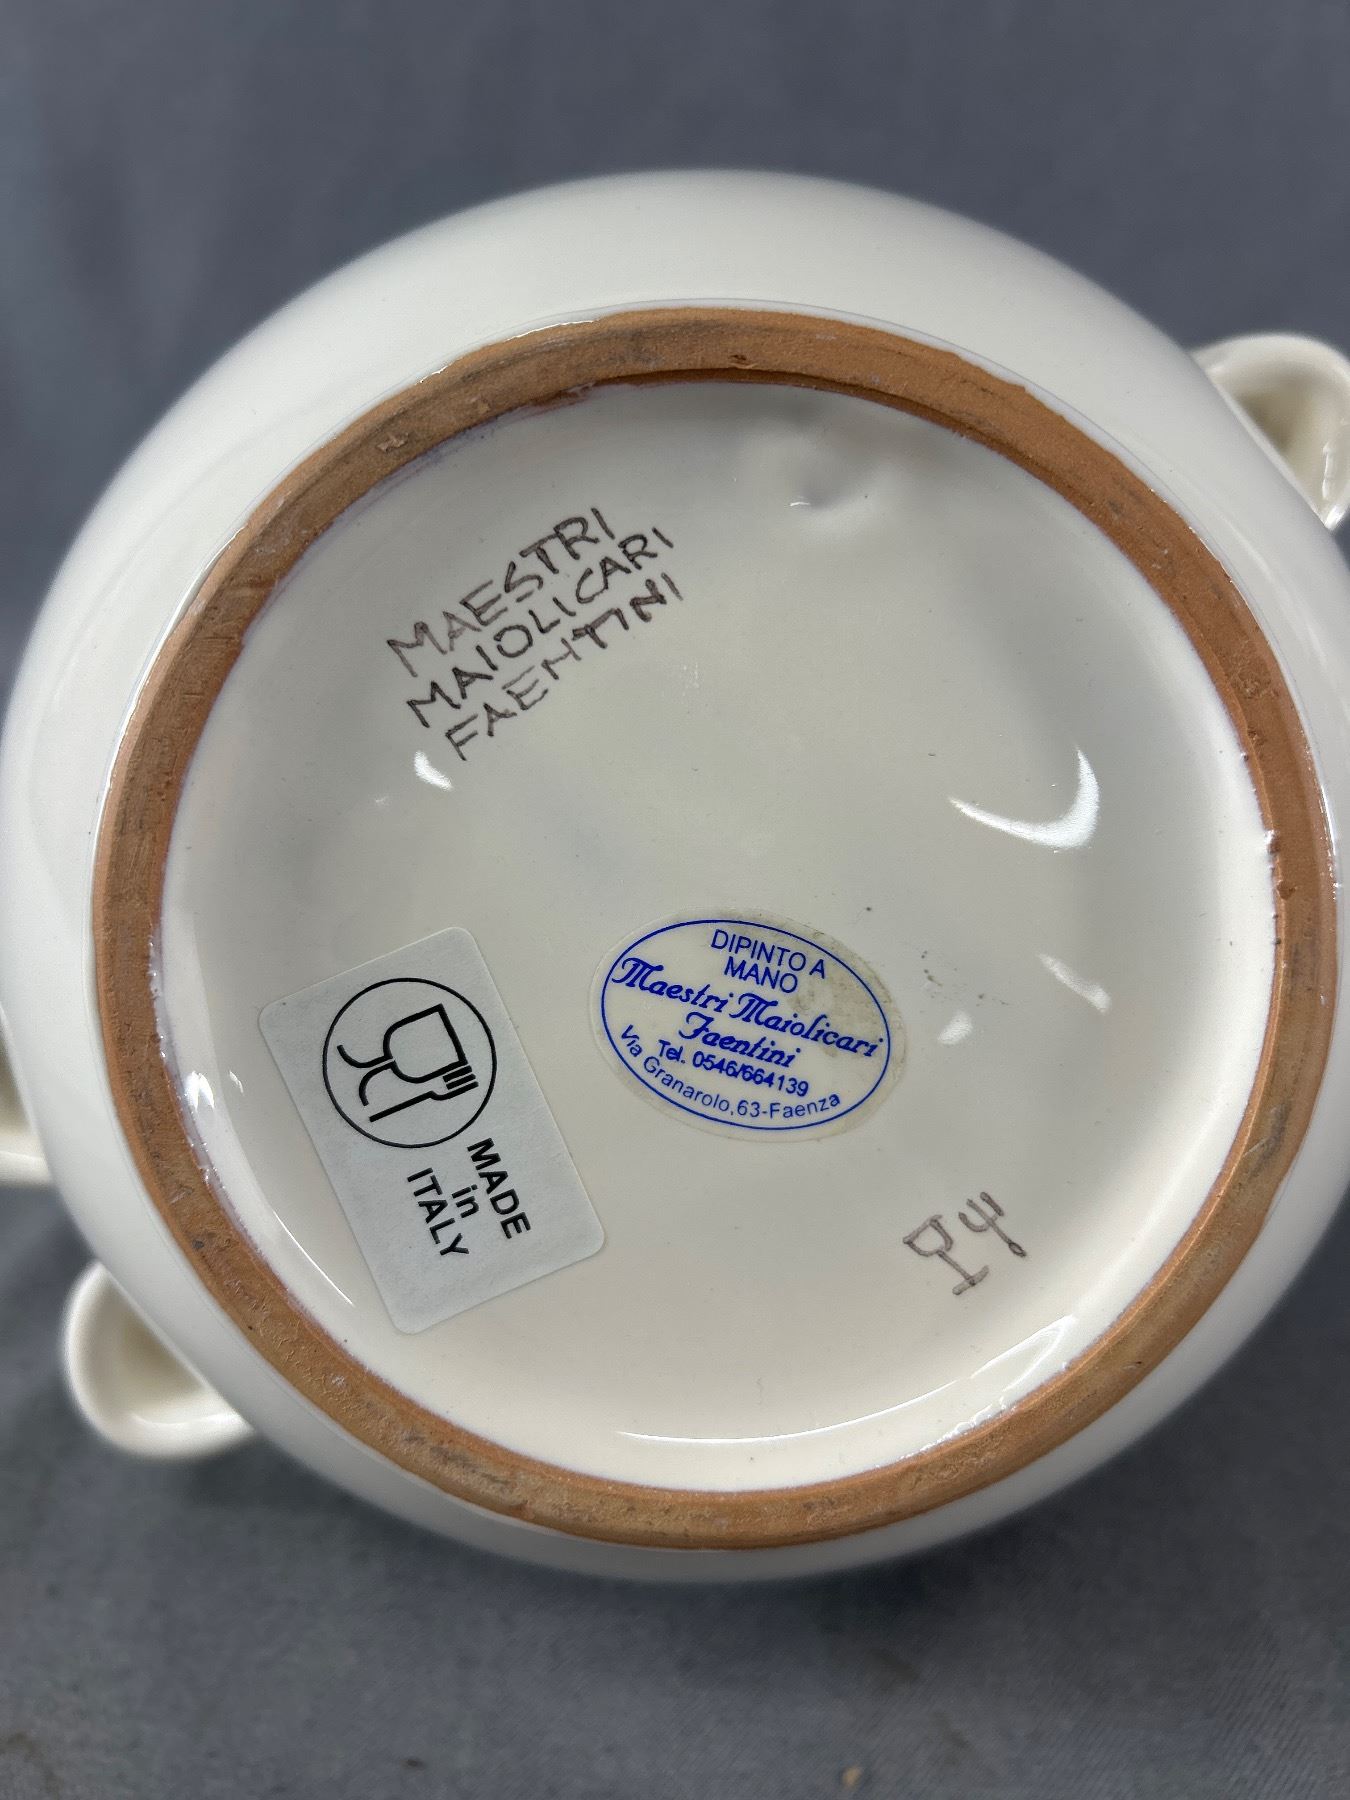 MAESTRI
MAIOLICARI
FAENTINI
DIPINTO A
MANO
Maestri Maiolicari
Faentini
Tel. 0546/664139
Via Granarolo,63-Faenza
MADE
in
ITALY